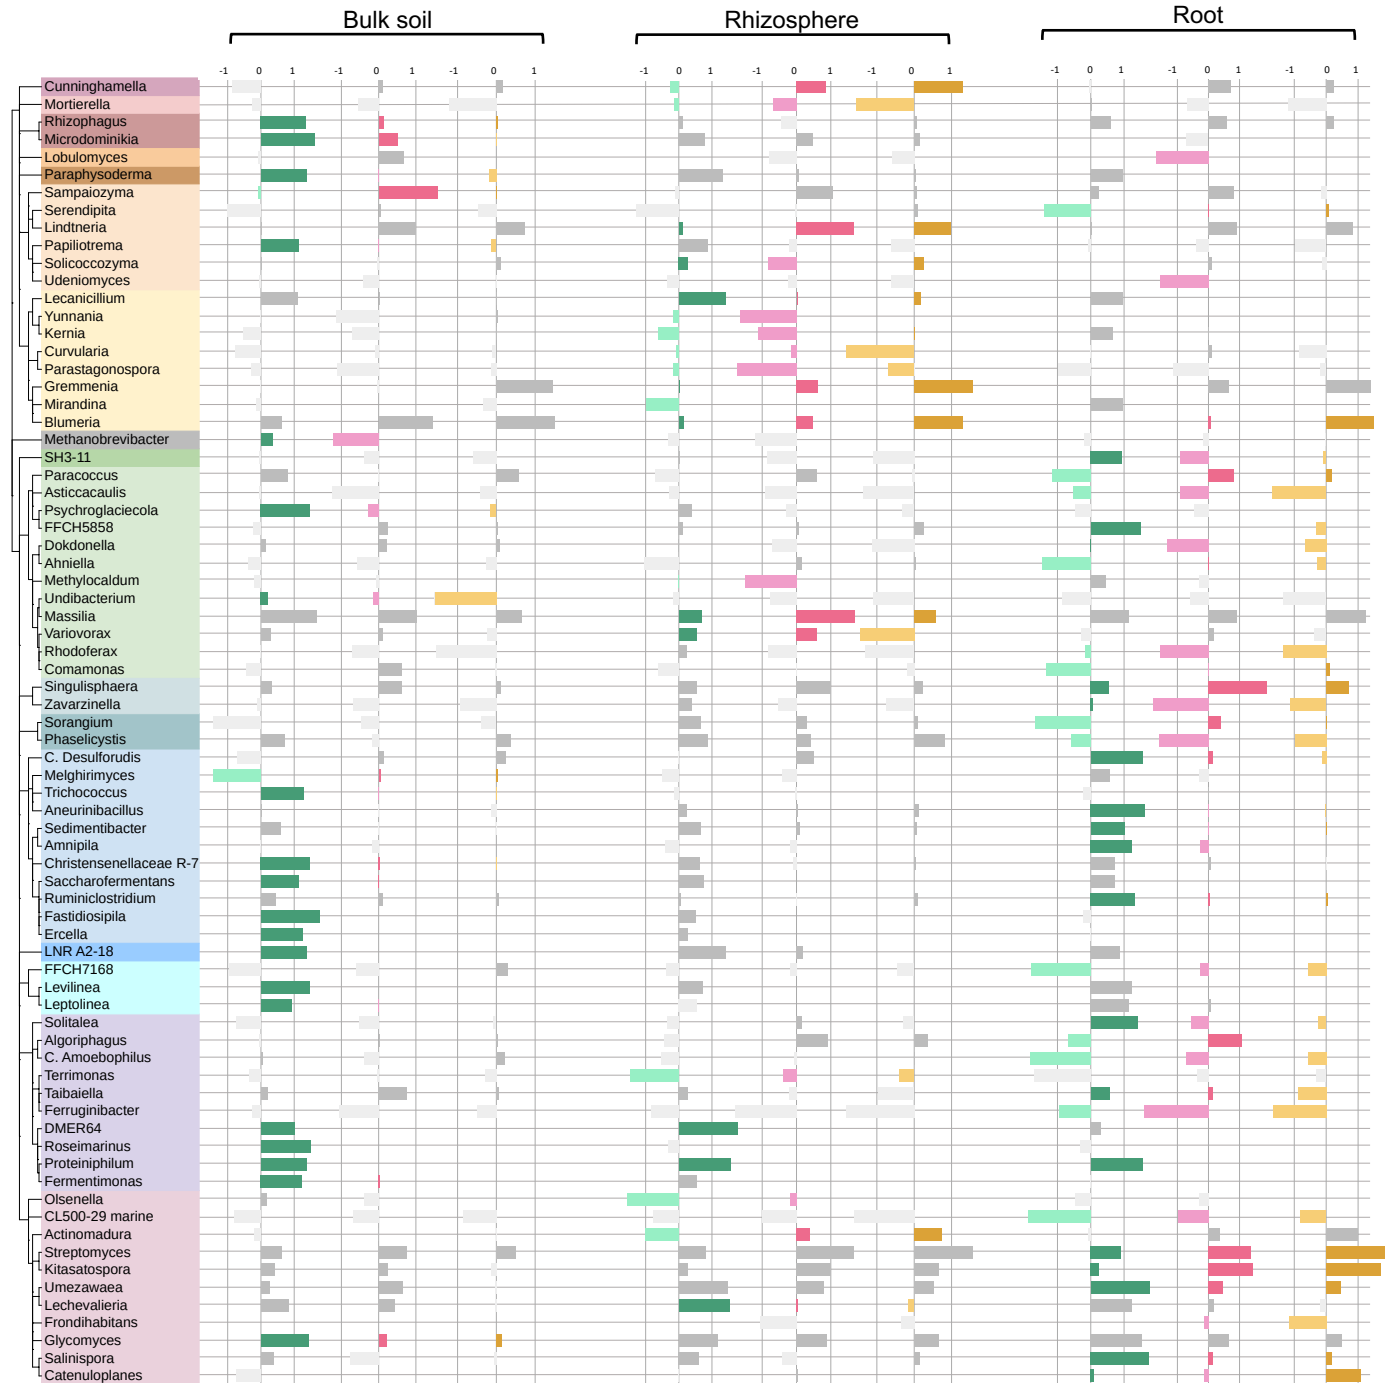 Bulk soil Rhizosphere Root
-1 0 1 -1 0 1 -1 0 1 -1 0 1 -1 0 1 -1 0 1 -1 0 1 -1 0 1 -1 0 1
Cunninghamella
Mortierella
Rhizophagus
Microdominikia
Lobulomyces
Paraphysoderma
Sampaiozyma
Serendipita
Lindtneria
Papiliotrema
Solicoccozyma
Udeniomyces
Lecanicillium
Yunnania
Kernia
Curvularia
Parastagonospora
Gremmenia
Mirandina
Blumeria
Methanobrevibacter
SH3-11
Paracoccus
Asticcacaulis
Psychroglaciecola
FFCH5858
Dokdonella
Ahniella
Methylocaldum
Undibacterium
Massilia
Variovorax
Rhodoferax
Comamonas
Singulisphaera
Zavarzinella
Sorangium
Phaselicystis
C. Desulforudis
Melghirimyces
Trichococcus
Aneurinibacillus
Sedimentibacter
Amnipila
Christensenellaceae R-7
Saccharofermentans
Ruminiclostridium
Fastidiosipila
Ercella
LNR A2-18
FFCH7168
Levilinea
Leptolinea
Solitalea
Algoriphagus
C. Amoebophilus
Terrimonas
Taibaiella
Ferruginibacter
DMER64
Roseimarinus
Proteiniphilum
Fermentimonas
Olsenella
CL500-29 marine
Actinomadura
Streptomyces
Kitasatospora
Umezawaea
Lechevalieria
Frondihabitans
Glycomyces
Salinispora
Catenuloplanes